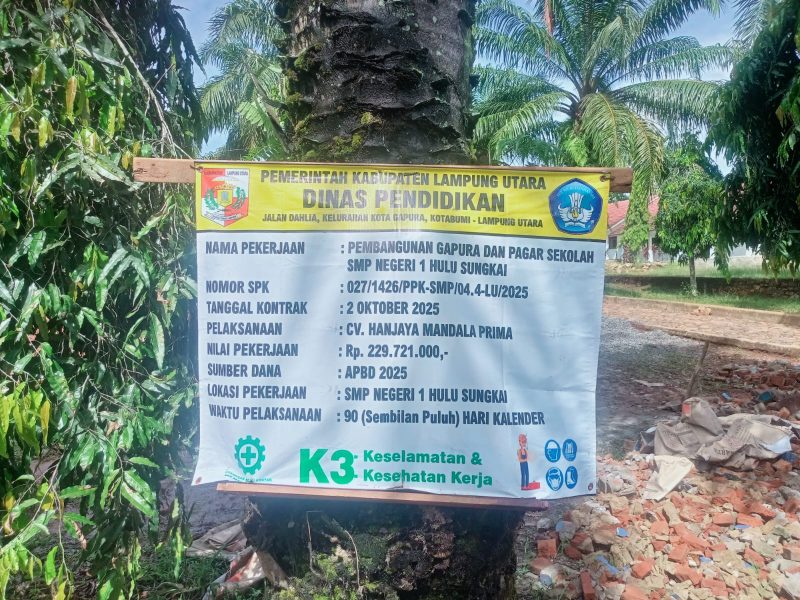 LAMPUNG UTARA
PEMERINTAH KABUPATEN LAMPUNG UTARA
DINAS PENDIDIKAN
JALAN DAHLIA, KELURAHAN KOTA GAPURA, KOTABUMI - LAMPUNG UTARA
NAMA PEKERJAAN : PEMBANGUNAN GAPURA DAN PAGAR SEKOLAH
SMP NEGERI 1 HULU SUNGKAI
NOMOR SPK : 027/1426/PPK-SMP/04.4-LU/2025
TANGGAL KONTRAK : 2 OKTOBER 2025
PELAKSANAAN : CV. HANJAYA MANDALA PRIMA
NILAI PEKERJAAN : Rp. 229.721.000,-
SUMBER DANA : APBD 2025
LOKASI PEKERJAAN : SMP NEGERI 1 HULU SUNGKAI
WAKTU PELAKSANAAN : 90 (Sembilan Puluh) HARI KALENDER
K3 - Keselamatan &
- Kesehatan Kerja